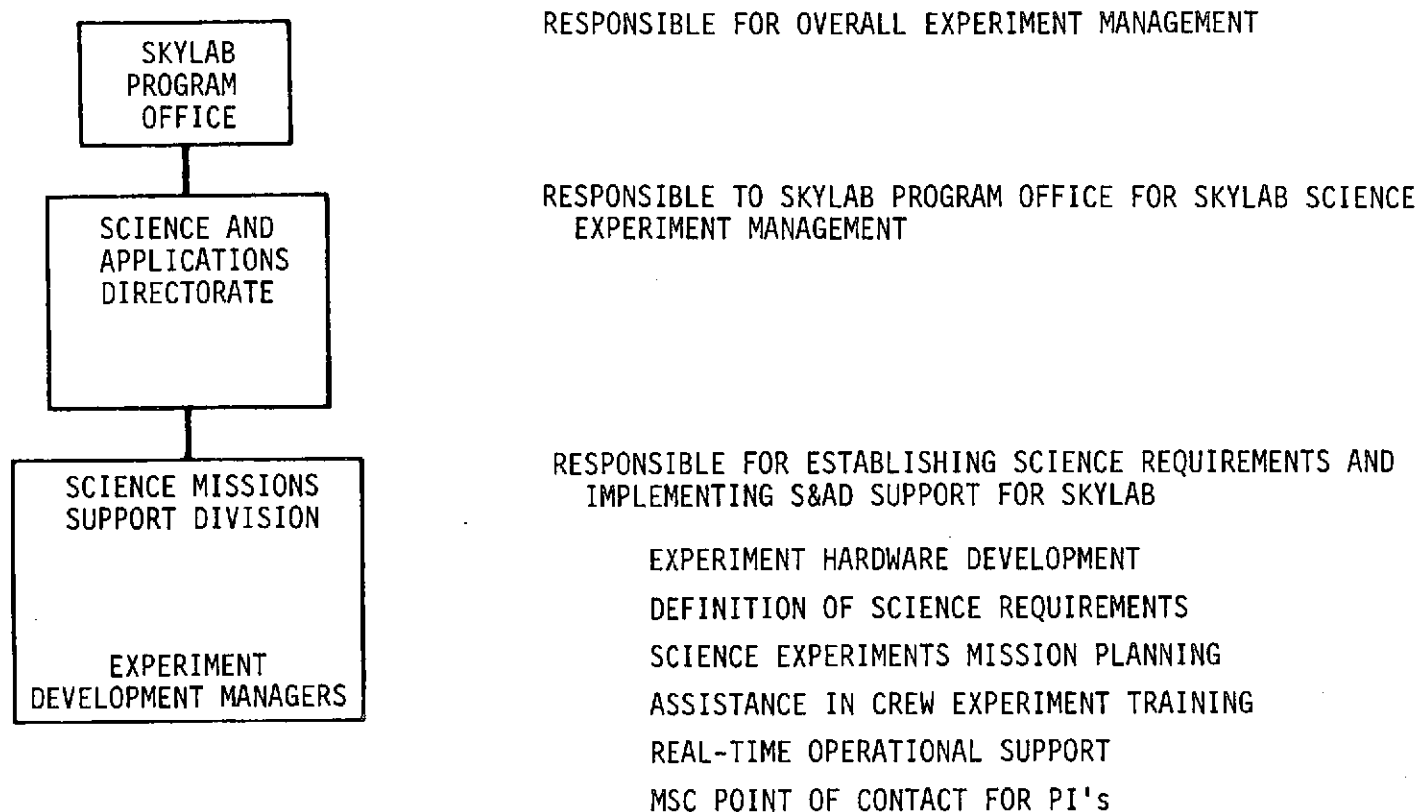 SKYLAB
PROGRAM
OFFICE
RESPONSIBLE FOR OVERALL EXPERIMENT MANAGEMENT
SCIENCE AND
APPLICATIONS
DIRECTORATE
RESPONSIBLE TO SKYLAB PROGRAM OFFICE FOR SKYLAB SCIENCE
EXPERIMENT MANAGEMENT
SCIENCE MISSIONS
SUPPORT DIVISION
EXPERIMENT
DEVELOPMENT MANAGERS
RESPONSIBLE FOR ESTABLISHING SCIENCE REQUIREMENTS AND
IMPLEMENTING S&AD SUPPORT FOR SKYLAB
EXPERIMENT HARDWARE DEVELOPMENT
DEFINITION OF SCIENCE REQUIREMENTS
SCIENCE EXPERIMENTS MISSION PLANNING
ASSISTANCE IN CREW EXPERIMENT TRAINING
REAL-TIME OPERATIONAL SUPPORT
MSC POINT OF CONTACT FOR PI's